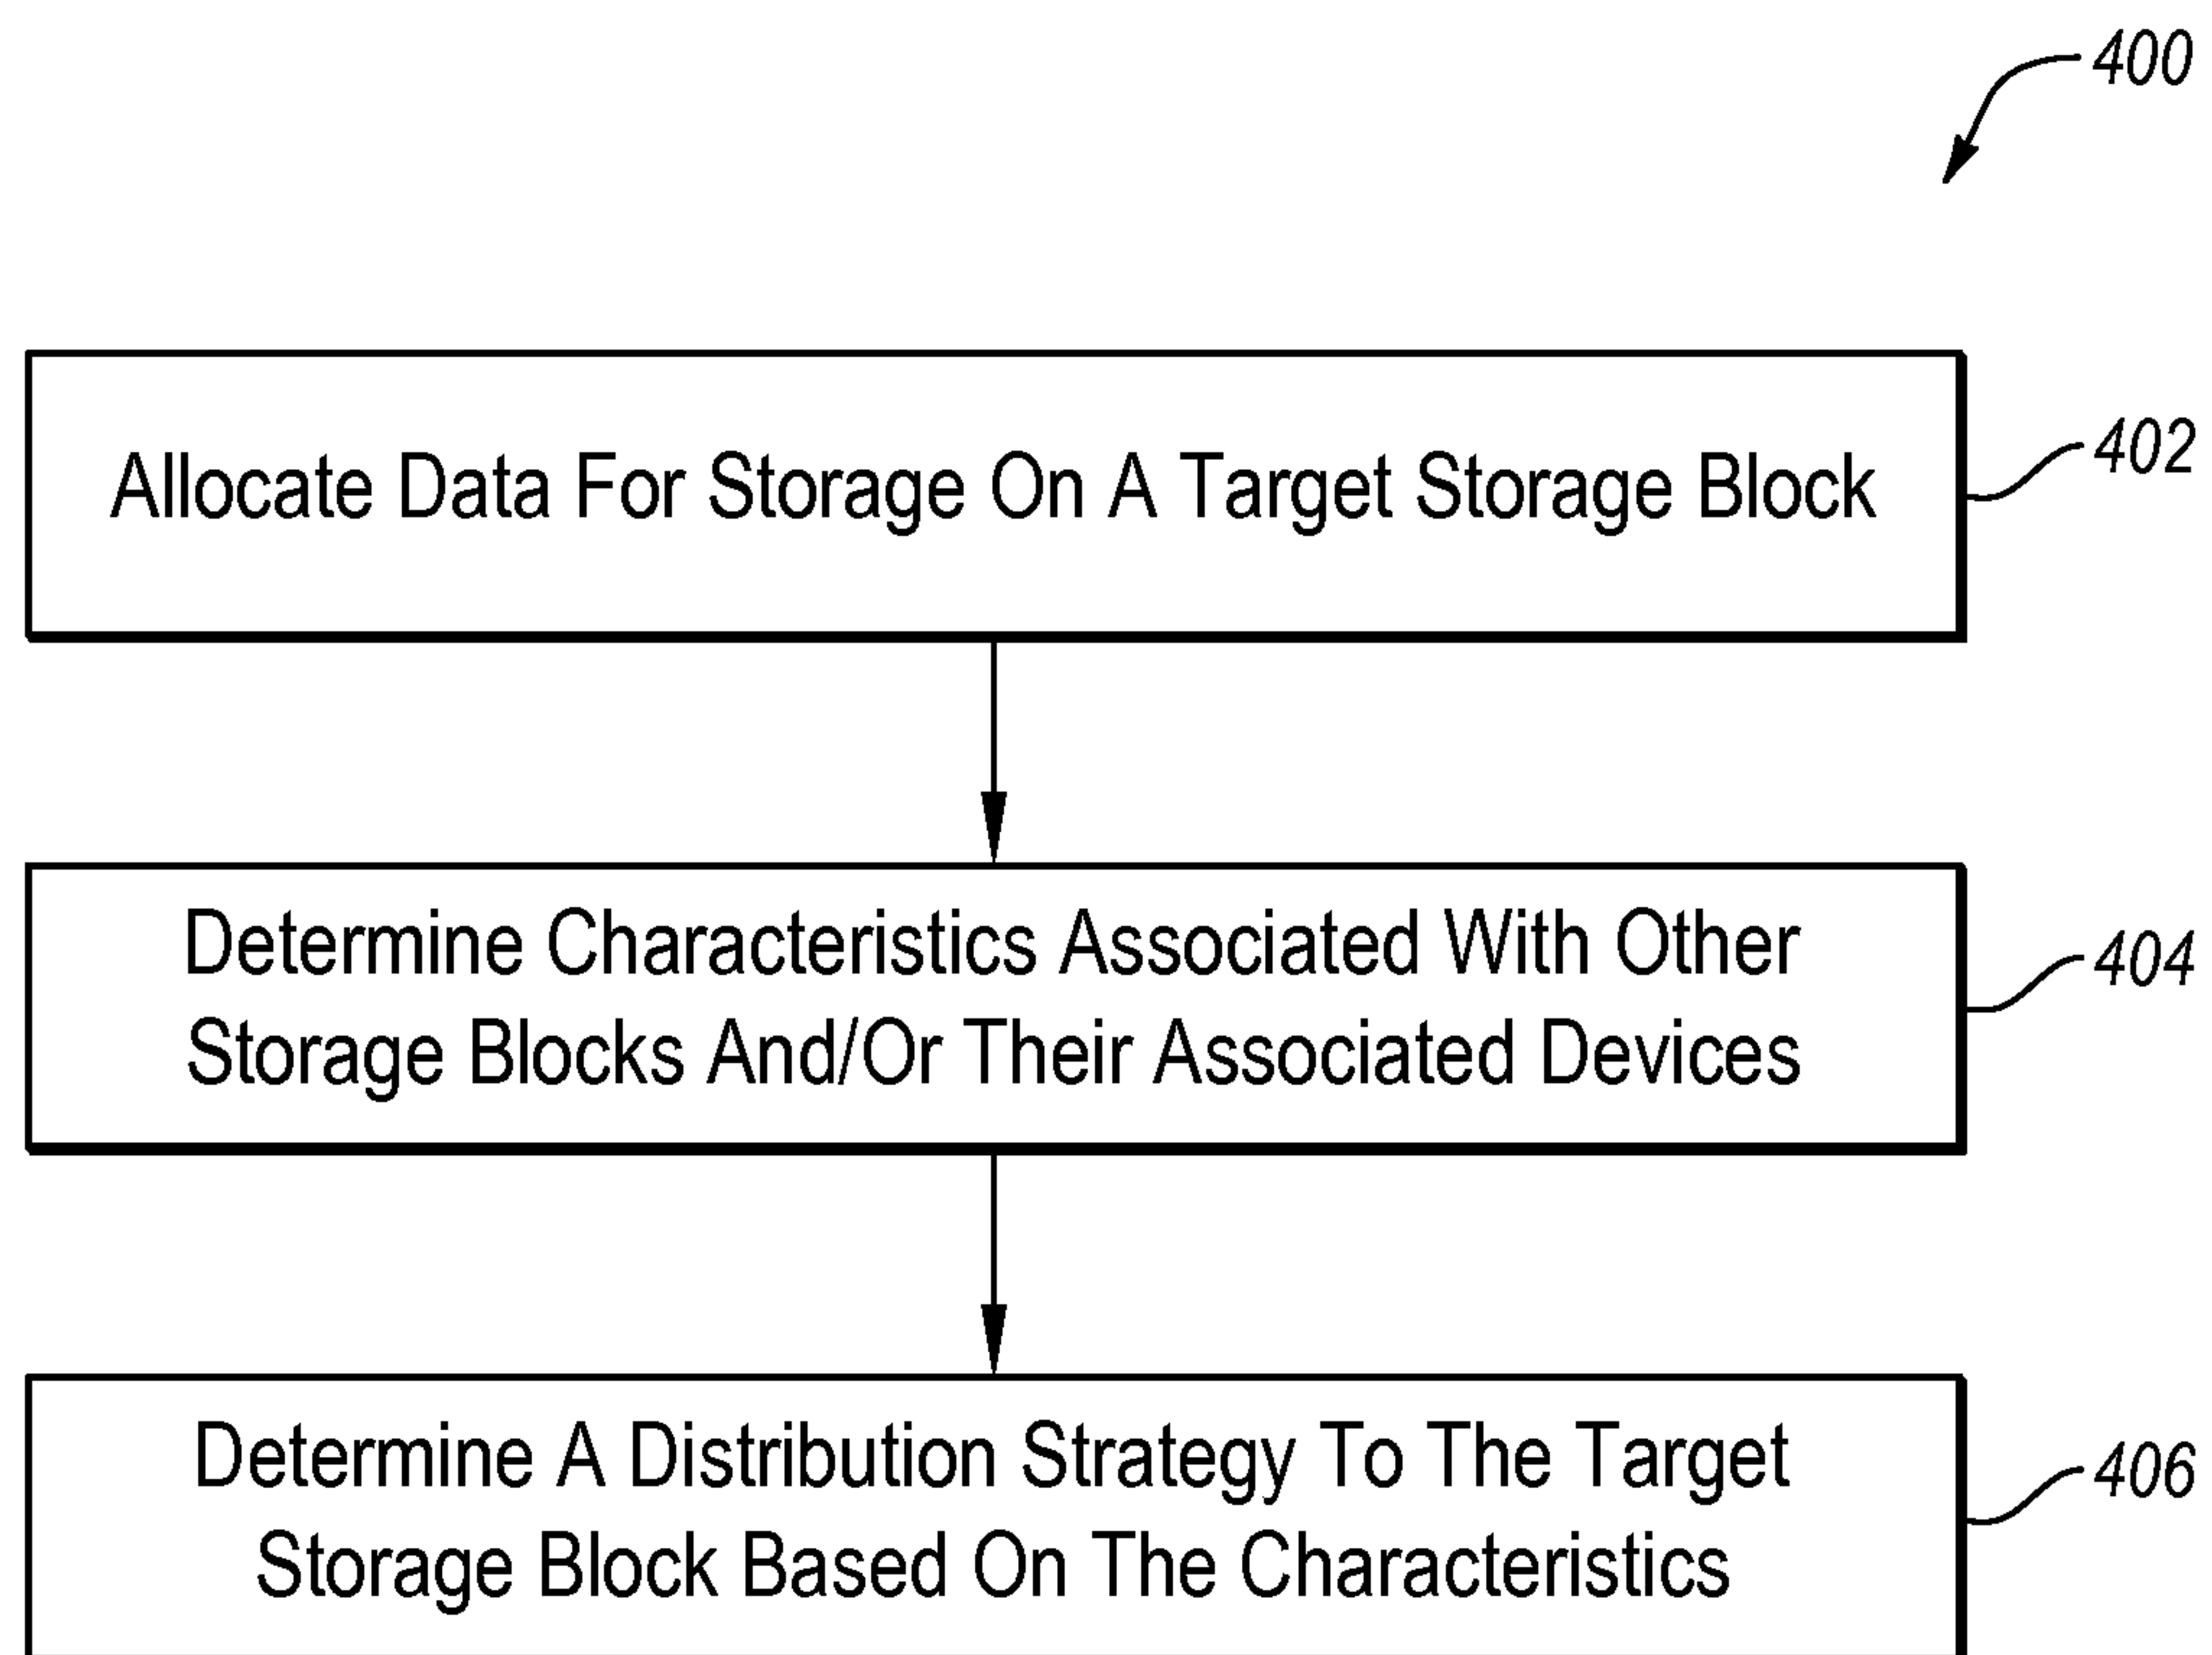 400
Allocate Data For Storage On A Target Storage Block
402
Determine Characteristics Associated With Other
Storage Blocks And/Or Their Associated Devices
404
Determine A Distribution Strategy To The Target
Storage Block Based On The Characteristics
406